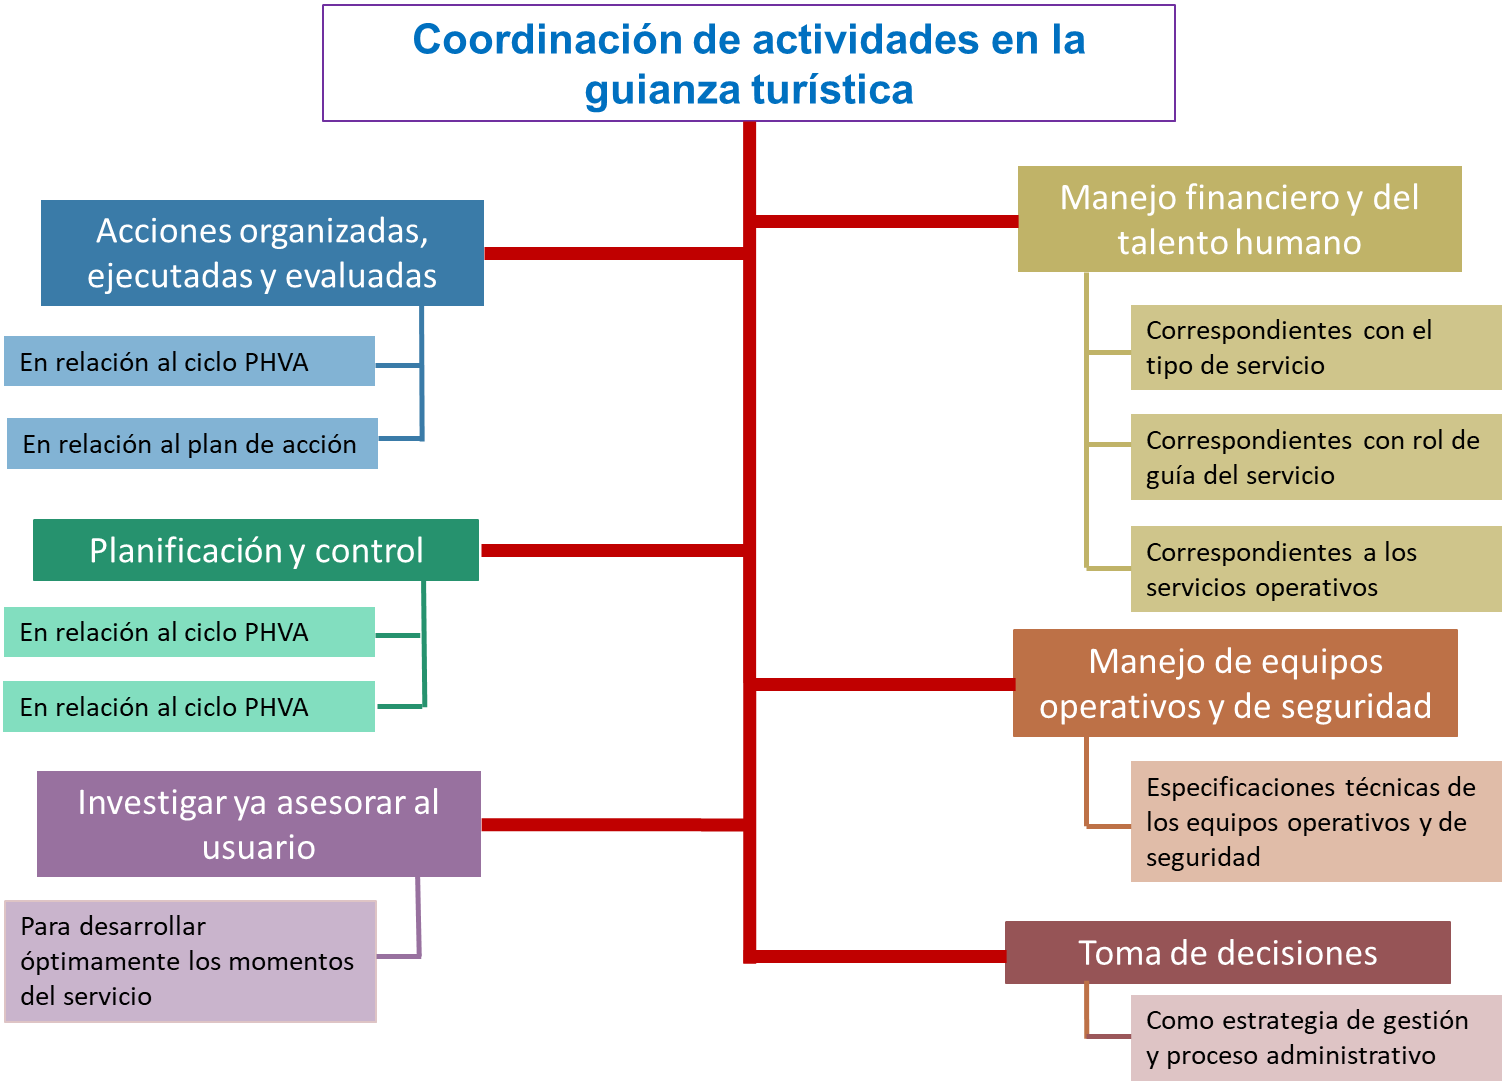 Coordinación de actividades en la
guianza turística
Acciones organizadas,
ejecutadas y evaluadas
En relación al ciclo PHVA
En relación al plan de acción
Planificación y control
En relación al ciclo PHVA
En relación al ciclo PHVA
Investigar ya asesorar al
usuario
Para desarrollar
óptimamente los momentos
del servicio
Manejo financiero y del
talento humano
Correspondientes con el
tipo de servicio
Correspondientes con rol de
guía del servicio
Correspondientes a los
servicios operativos
Manejo de equipos
operativos y de seguridad
Especificaciones técnicas de
los equipos operativos y de
seguridad
Toma de decisiones
Como estrategia de gestión
y proceso administrativo